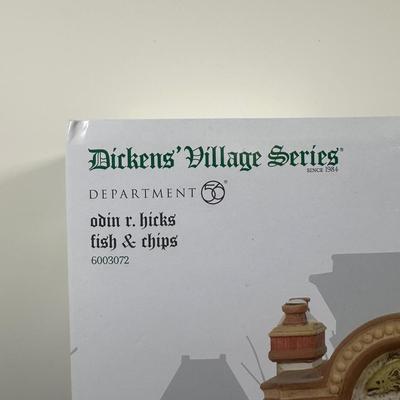 Dickens' Village Series®
SINCE 1984
DEPARTMENT 56®
odin r. hicks
fish & chips
6003072